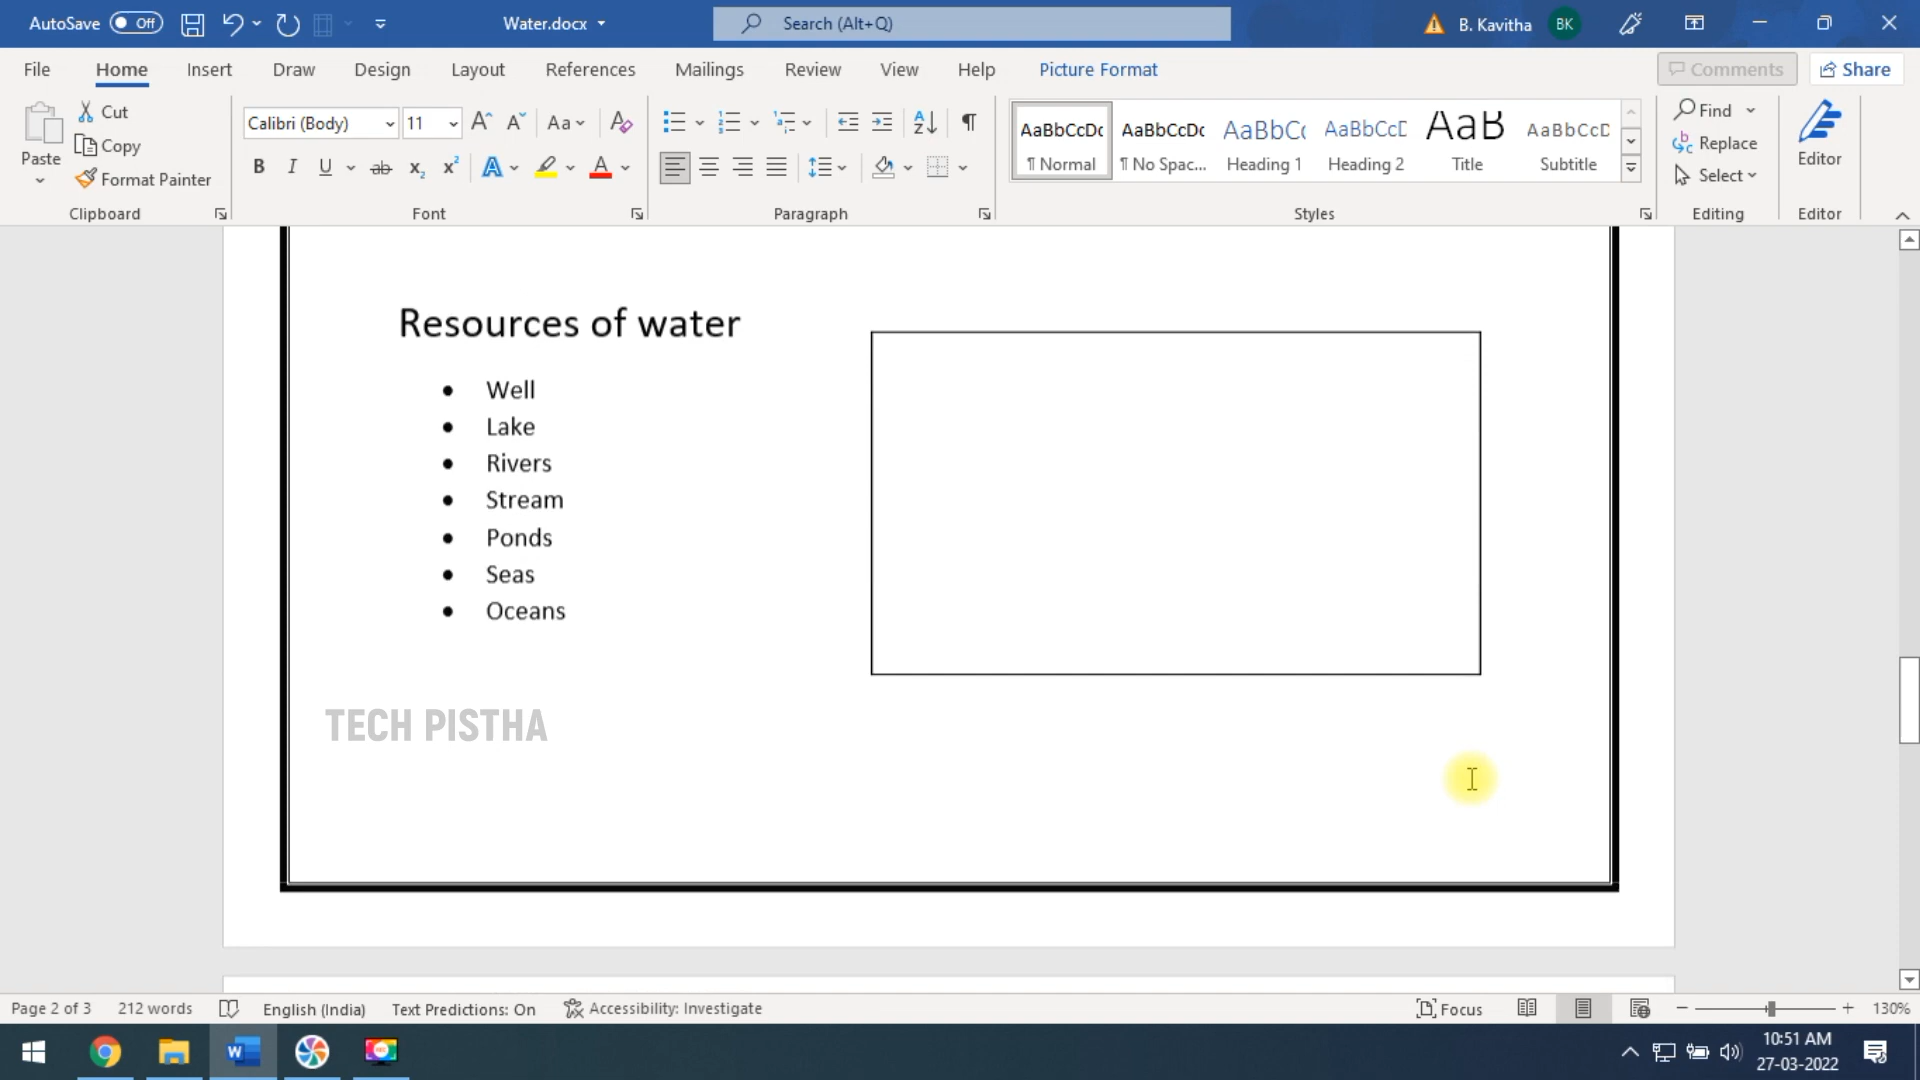 AutoSave Off Water.docx Search (Alt+Q) B. Kavitha BK
File Home Insert Draw Design Layout References Mailings Review View Help Picture Format Comments Share
Paste
Cut
Copy
Format Painter
Clipboard
Calibri (Body) 11
Aa
B I U ab x₂ x² A A
Font
Paragraph
AaBbCcDc
¶ Normal
AaBbCcDc
¶ No Spac...
AaBbCc
Heading 1
AaBbCcD
Heading 2
AaB
Title
AaBbCcD
Subtitle
Styles
Find
Replace
Select
Editing
Editor
Editor
Resources of water
• Well
• Lake
• Rivers
• Stream
• Ponds
• Seas
• Oceans
TECH PISTHA
Page 2 of 3 212 words English (India) Text Predictions: On Accessibility: Investigate Focus 130%
10:51 AM
27-03-2022